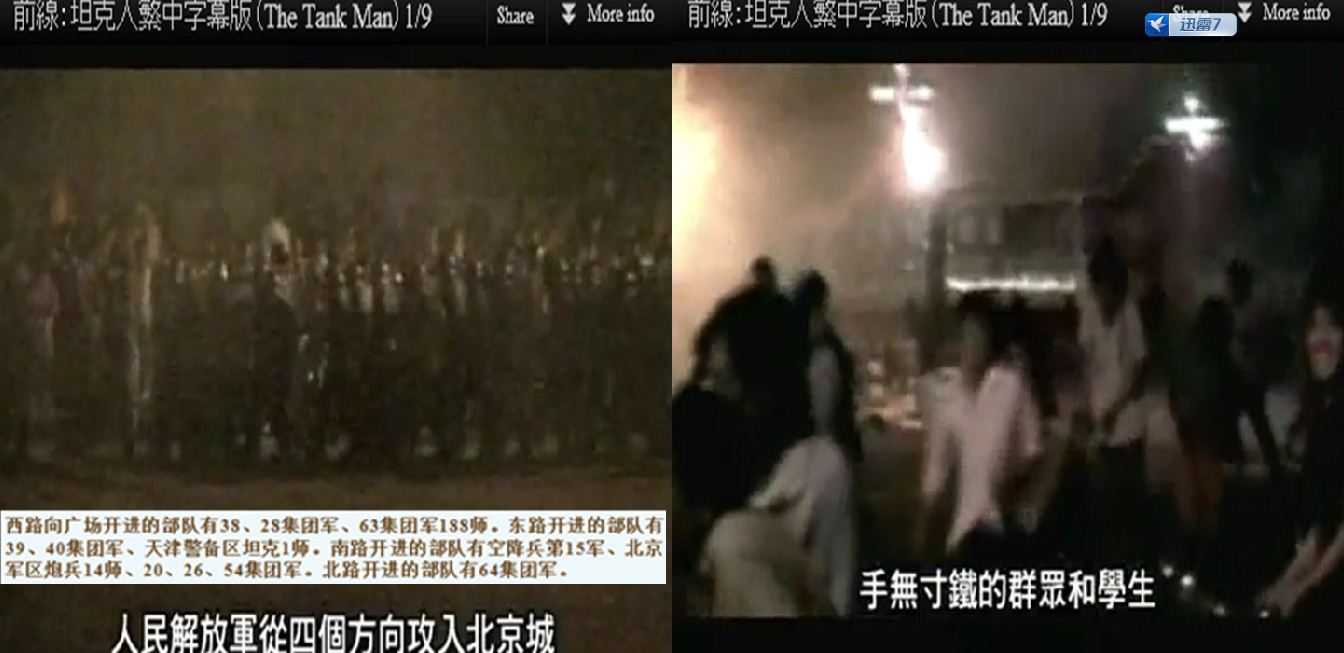 前線：坦克人繁中字幕版(The Tank Man) 1/9
Share
More info
西路向广场开进的部队有38、28集团军、63集团军188师。东路开进的部队有
39、40集团军、天津警备区坦克1师。南路开进的部队有空降兵第15军、北京
军区炮兵14师、20、26、54集团军。北路开进的部队有64集团军。
人民解放軍從四個方向攻入北京城
前線：坦克人繁中字幕版(The Tank Man) 1/9
More info
迅雷7
手無寸鐵的群眾和學生